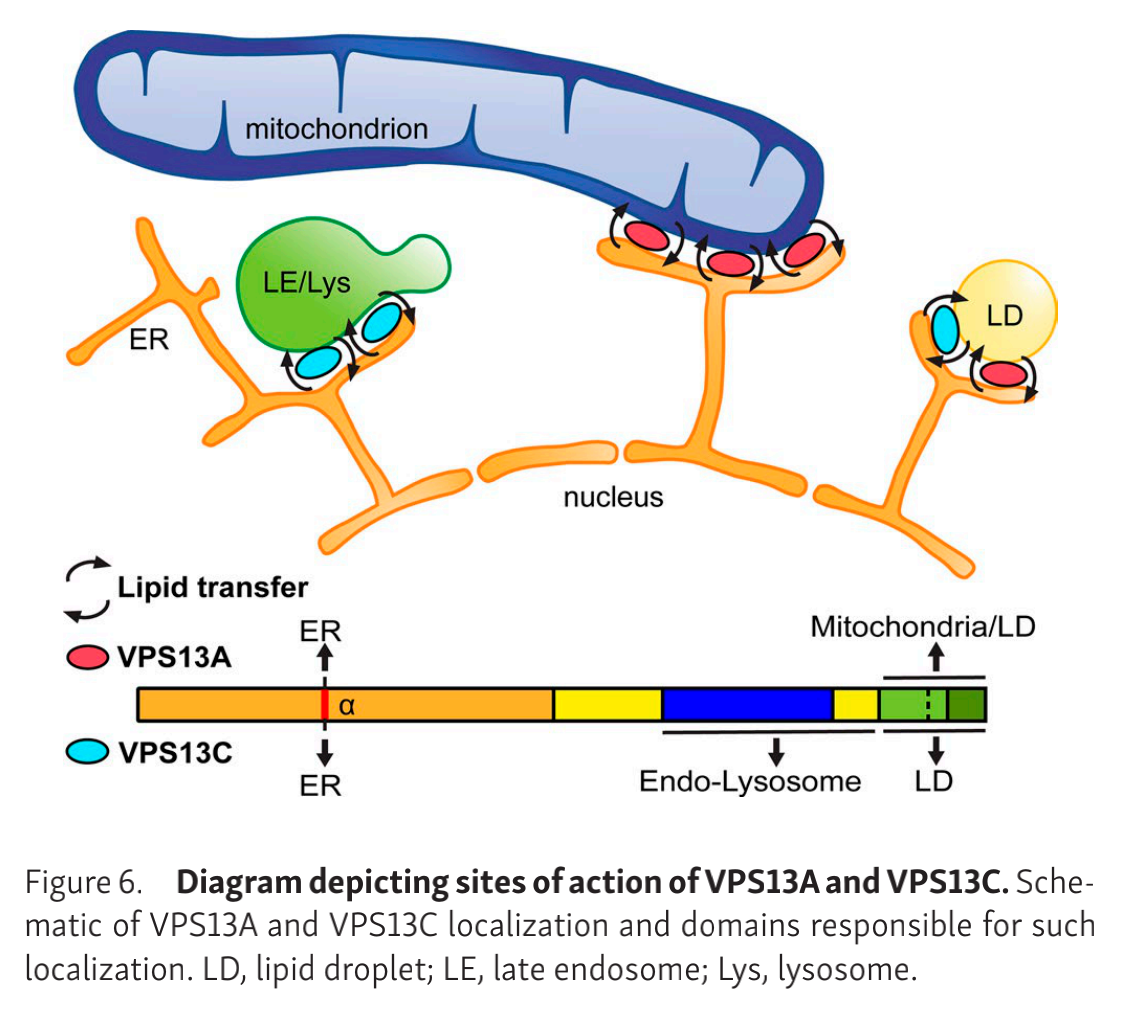 mitochondrion
LE/Lys
ER
LD
nucleus
Lipid transfer
ER
Mitochondria/LD
VPS13A
α
VPS13C
ER
Endo-Lysosome
LD
Figure 6. Diagram depicting sites of action of VPS13A and VPS13C. Sche-
matic of VPS13A and VPS13C localization and domains responsible for such
localization. LD, lipid droplet; LE, late endosome; Lys, lysosome.